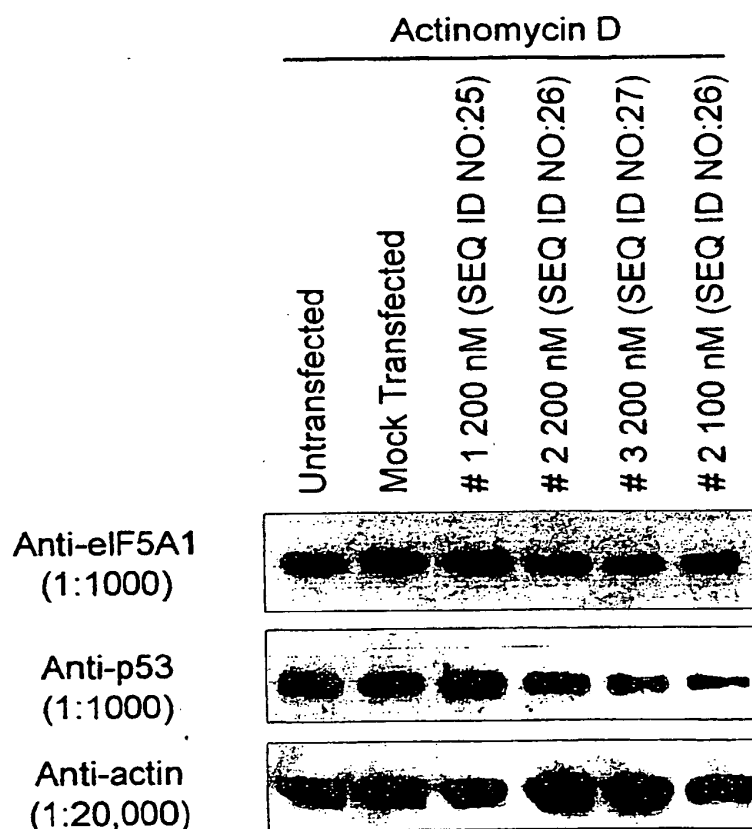 Actinomycin D
Untransfected
Mock Transfected
# 1 200 nM (SEQ ID NO:25)
# 2 200 nM (SEQ ID NO:26)
# 3 200 nM (SEQ ID NO:27)
# 2 100 nM (SEQ ID NO:26)
Anti-eIF5A1
(1:1000)
Anti-p53
(1:1000)
Anti-actin
(1:20,000)